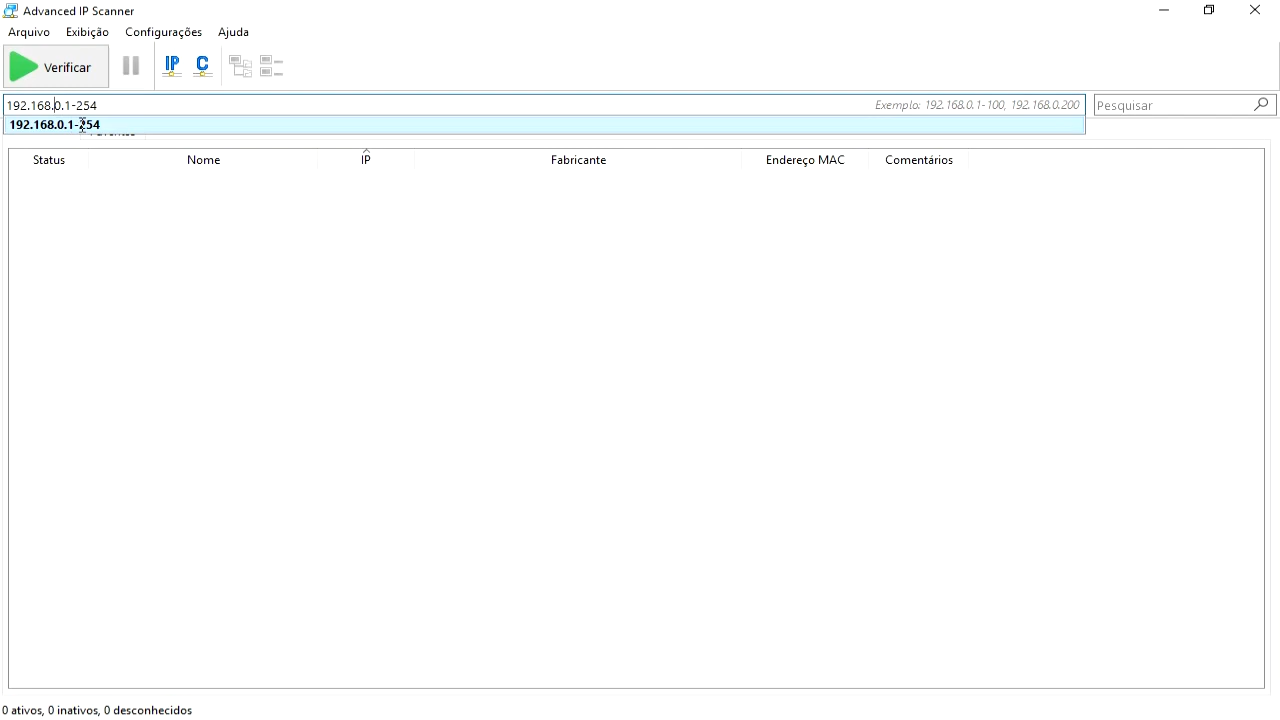 Advanced IP Scanner
Arquivo Exibição Configurações Ajuda
Verificar IP C
192.168.0.1-254 Exemplo: 192.168.0.1-100, 192.168.0.200 Pesquisar
192.168.0.1-254
Status Nome IP Fabricante Endereço MAC Comentários
0 ativos, 0 inativos, 0 desconhecidos